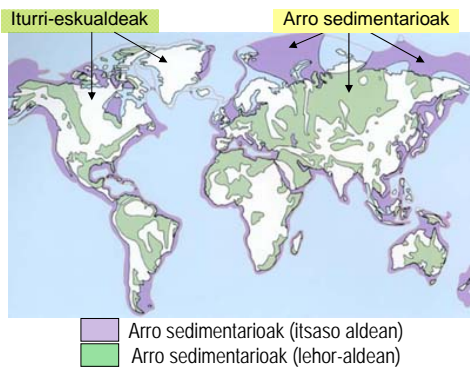 Iturri-eskualdeak
Arro sedimentarioak
Arro sedimentarioak (itsaso aldean)
Arro sedimentarioak (lehor-aldean)